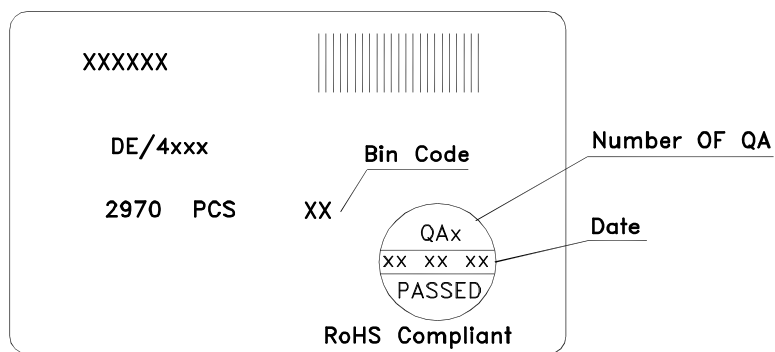 XXXXXX
DE/4xxx
Bin Code
Number OF QA
2970 PCS XX
QAx
Date
xx xx xx
PASSED
RoHS Compliant